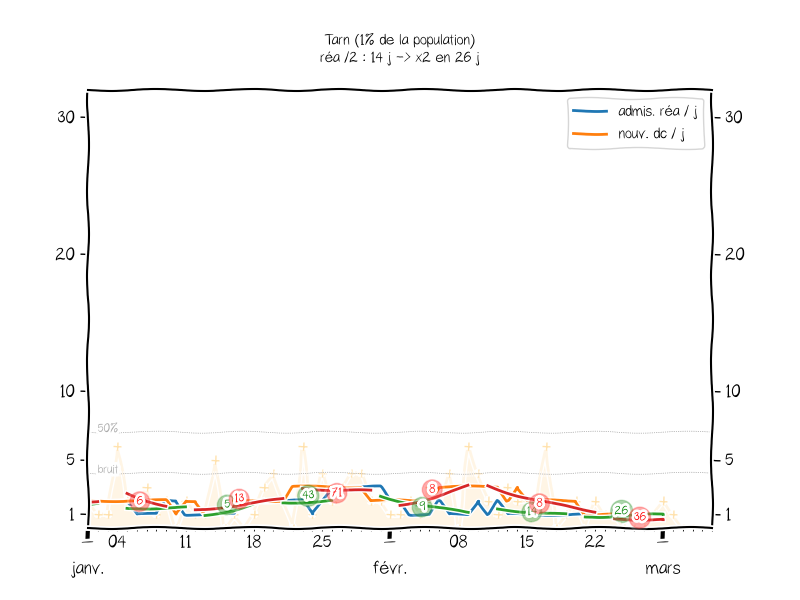 Tarn (1% de la population)
réa /2 : 14 j -> x2 en 26 j
admis. réa / j
nouv. dc / j
30 30
20 20
10 10
50%
5 5
bruit
1 1
6 5 13 43 71 9 8 14 8 26 36
04 11 18 25 08 15 22
janv. févr. mars